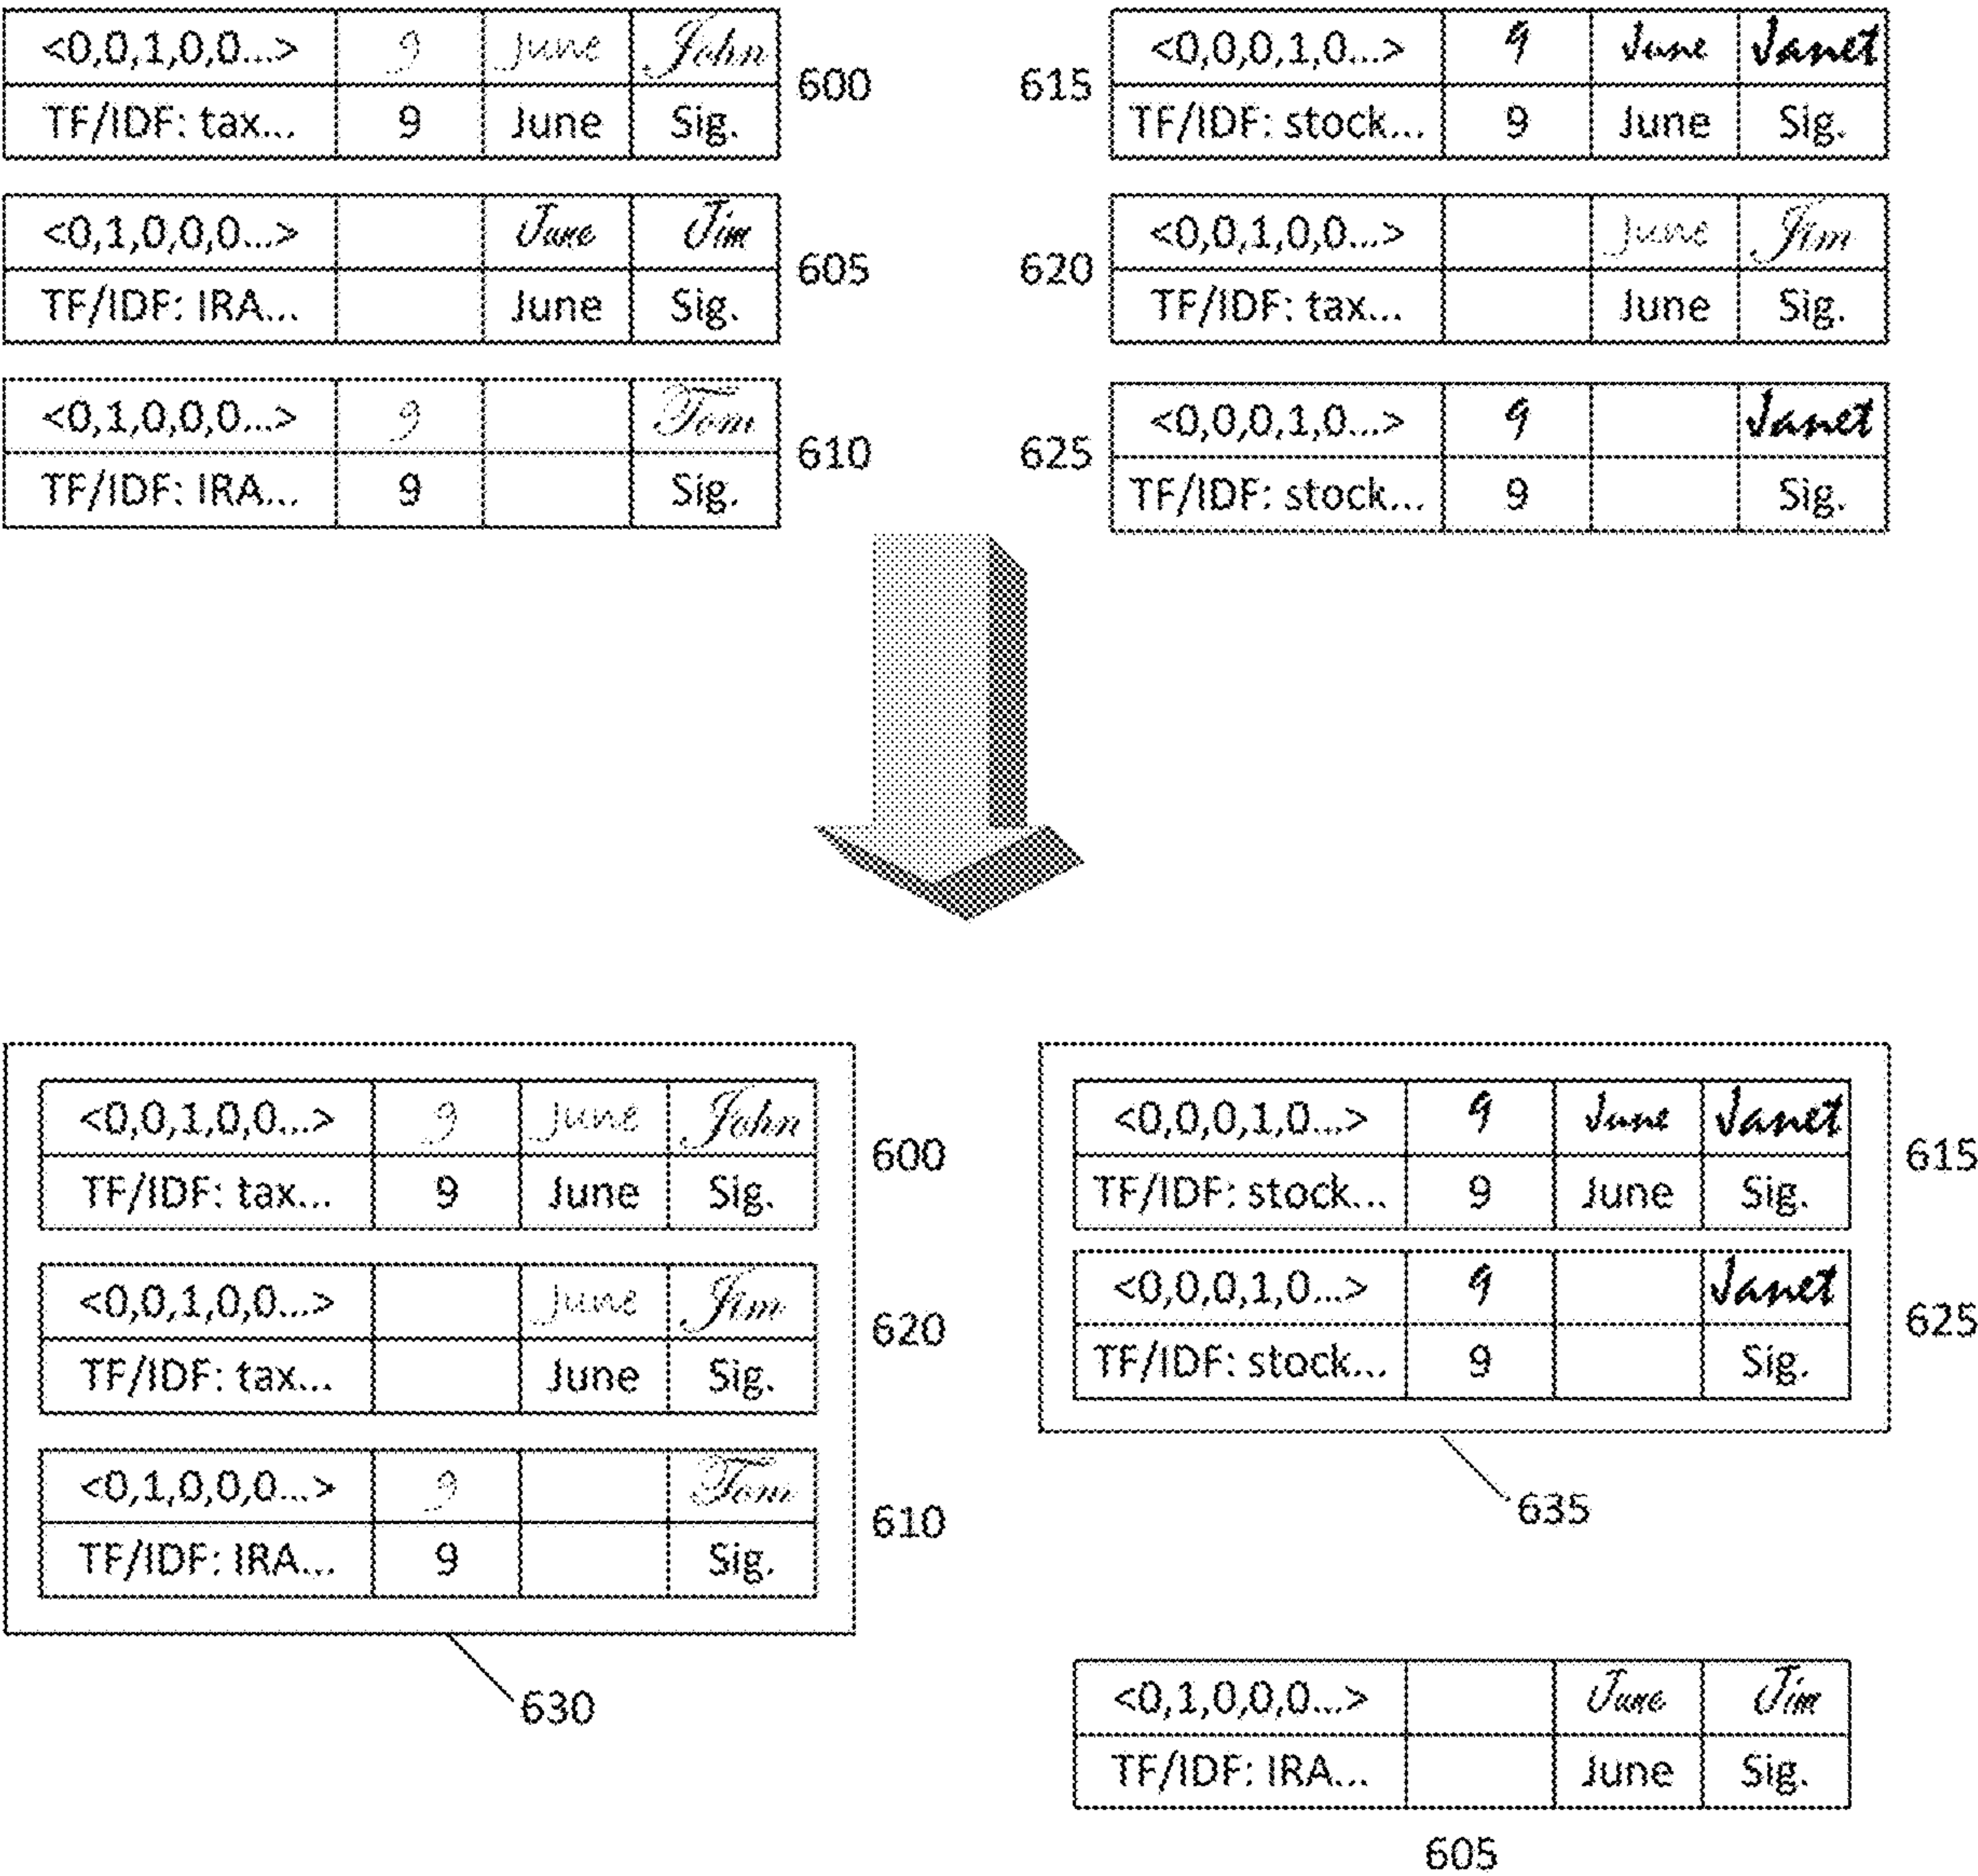 <0,0,1,0,0...> 9 June John
TF/IDF: tax... 9 June Sig.
600
<0,1,0,0,0...> June Jim
TF/IDF: IRA... June Sig.
605
<0,1,0,0,0...> 9 Tom
TF/IDF: IRA... 9 Sig.
610
<0,0,0,1,0...> 9 June Janet
TF/IDF: stock... 9 June Sig.
615
<0,0,1,0,0...> June Jim
TF/IDF: tax... June Sig.
620
<0,0,0,1,0...> 9 Janet
TF/IDF: stock... 9 Sig.
625
<0,0,1,0,0...> 9 June John
TF/IDF: tax... 9 June Sig.
600
<0,0,1,0,0...> June Jim
TF/IDF: tax... June Sig.
620
<0,1,0,0,0...> 9 Tom
TF/IDF: IRA... 9 Sig.
610
630
<0,0,0,1,0...> 9 June Janet
TF/IDF: stock... 9 June Sig.
615
<0,0,0,1,0...> 9 Janet
TF/IDF: stock... 9 Sig.
625
635
<0,1,0,0,0...> June Jim
TF/IDF: IRA... June Sig.
605